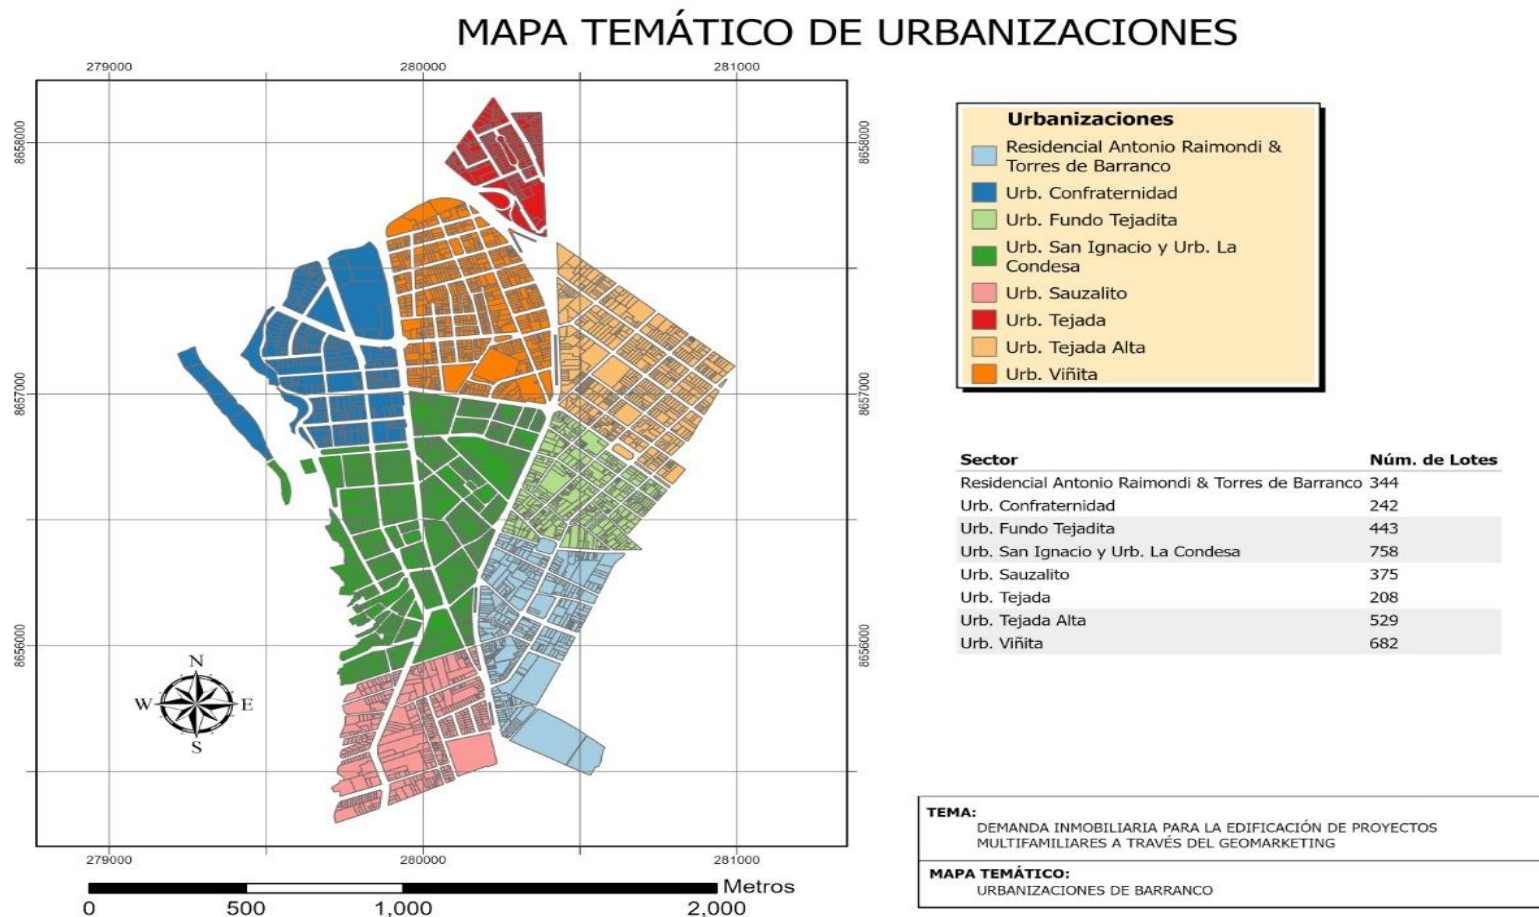 MAPA TEMÁTICO DE URBANIZACIONES
279000 280000 281000
8658000 8658000
8657000 8657000
8656000 8656000
N
W E
S
279000 280000 281000
Metros
0 500 1,000 2,000
Urbanizaciones
Residencial Antonio Raimondi &
Torres de Barranco
Urb. Confraternidad
Urb. Fundo Tejadita
Urb. San Ignacio y Urb. La
Condesa
Urb. Sauzalito
Urb. Tejada
Urb. Tejada Alta
Urb. Viñita
Sector Núm. de Lotes
Residencial Antonio Raimondi & Torres de Barranco 344
Urb. Confraternidad 242
Urb. Fundo Tejadita 443
Urb. San Ignacio y Urb. La Condesa 758
Urb. Sauzalito 375
Urb. Tejada 208
Urb. Tejada Alta 529
Urb. Viñita 682
TEMA:
DEMANDA INMOBILIARIA PARA LA EDIFICACIÓN DE PROYECTOS
MULTIFAMILIARES A TRAVÉS DEL GEOMARKETING
MAPA TEMÁTICO:
URBANIZACIONES DE BARRANCO